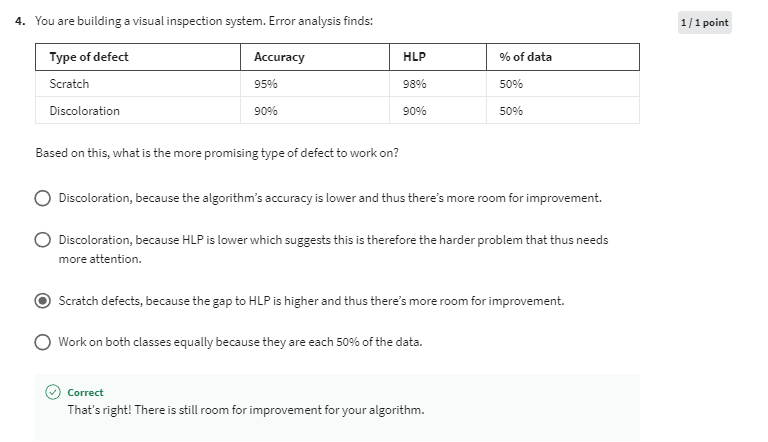 4. You are building a visual inspection system. Error analysis finds:
1 / 1 point
Type of defect Accuracy HLP % of data
Scratch 95% 98% 50%
Discoloration 90% 90% 50%
Based on this, what is the more promising type of defect to work on?
Discoloration, because the algorithm's accuracy is lower and thus there's more room for improvement.
Discoloration, because HLP is lower which suggests this is therefore the harder problem that thus needs
more attention.
Scratch defects, because the gap to HLP is higher and thus there's more room for improvement.
Work on both classes equally because they are each 50% of the data.
Correct
That's right! There is still room for improvement for your algorithm.